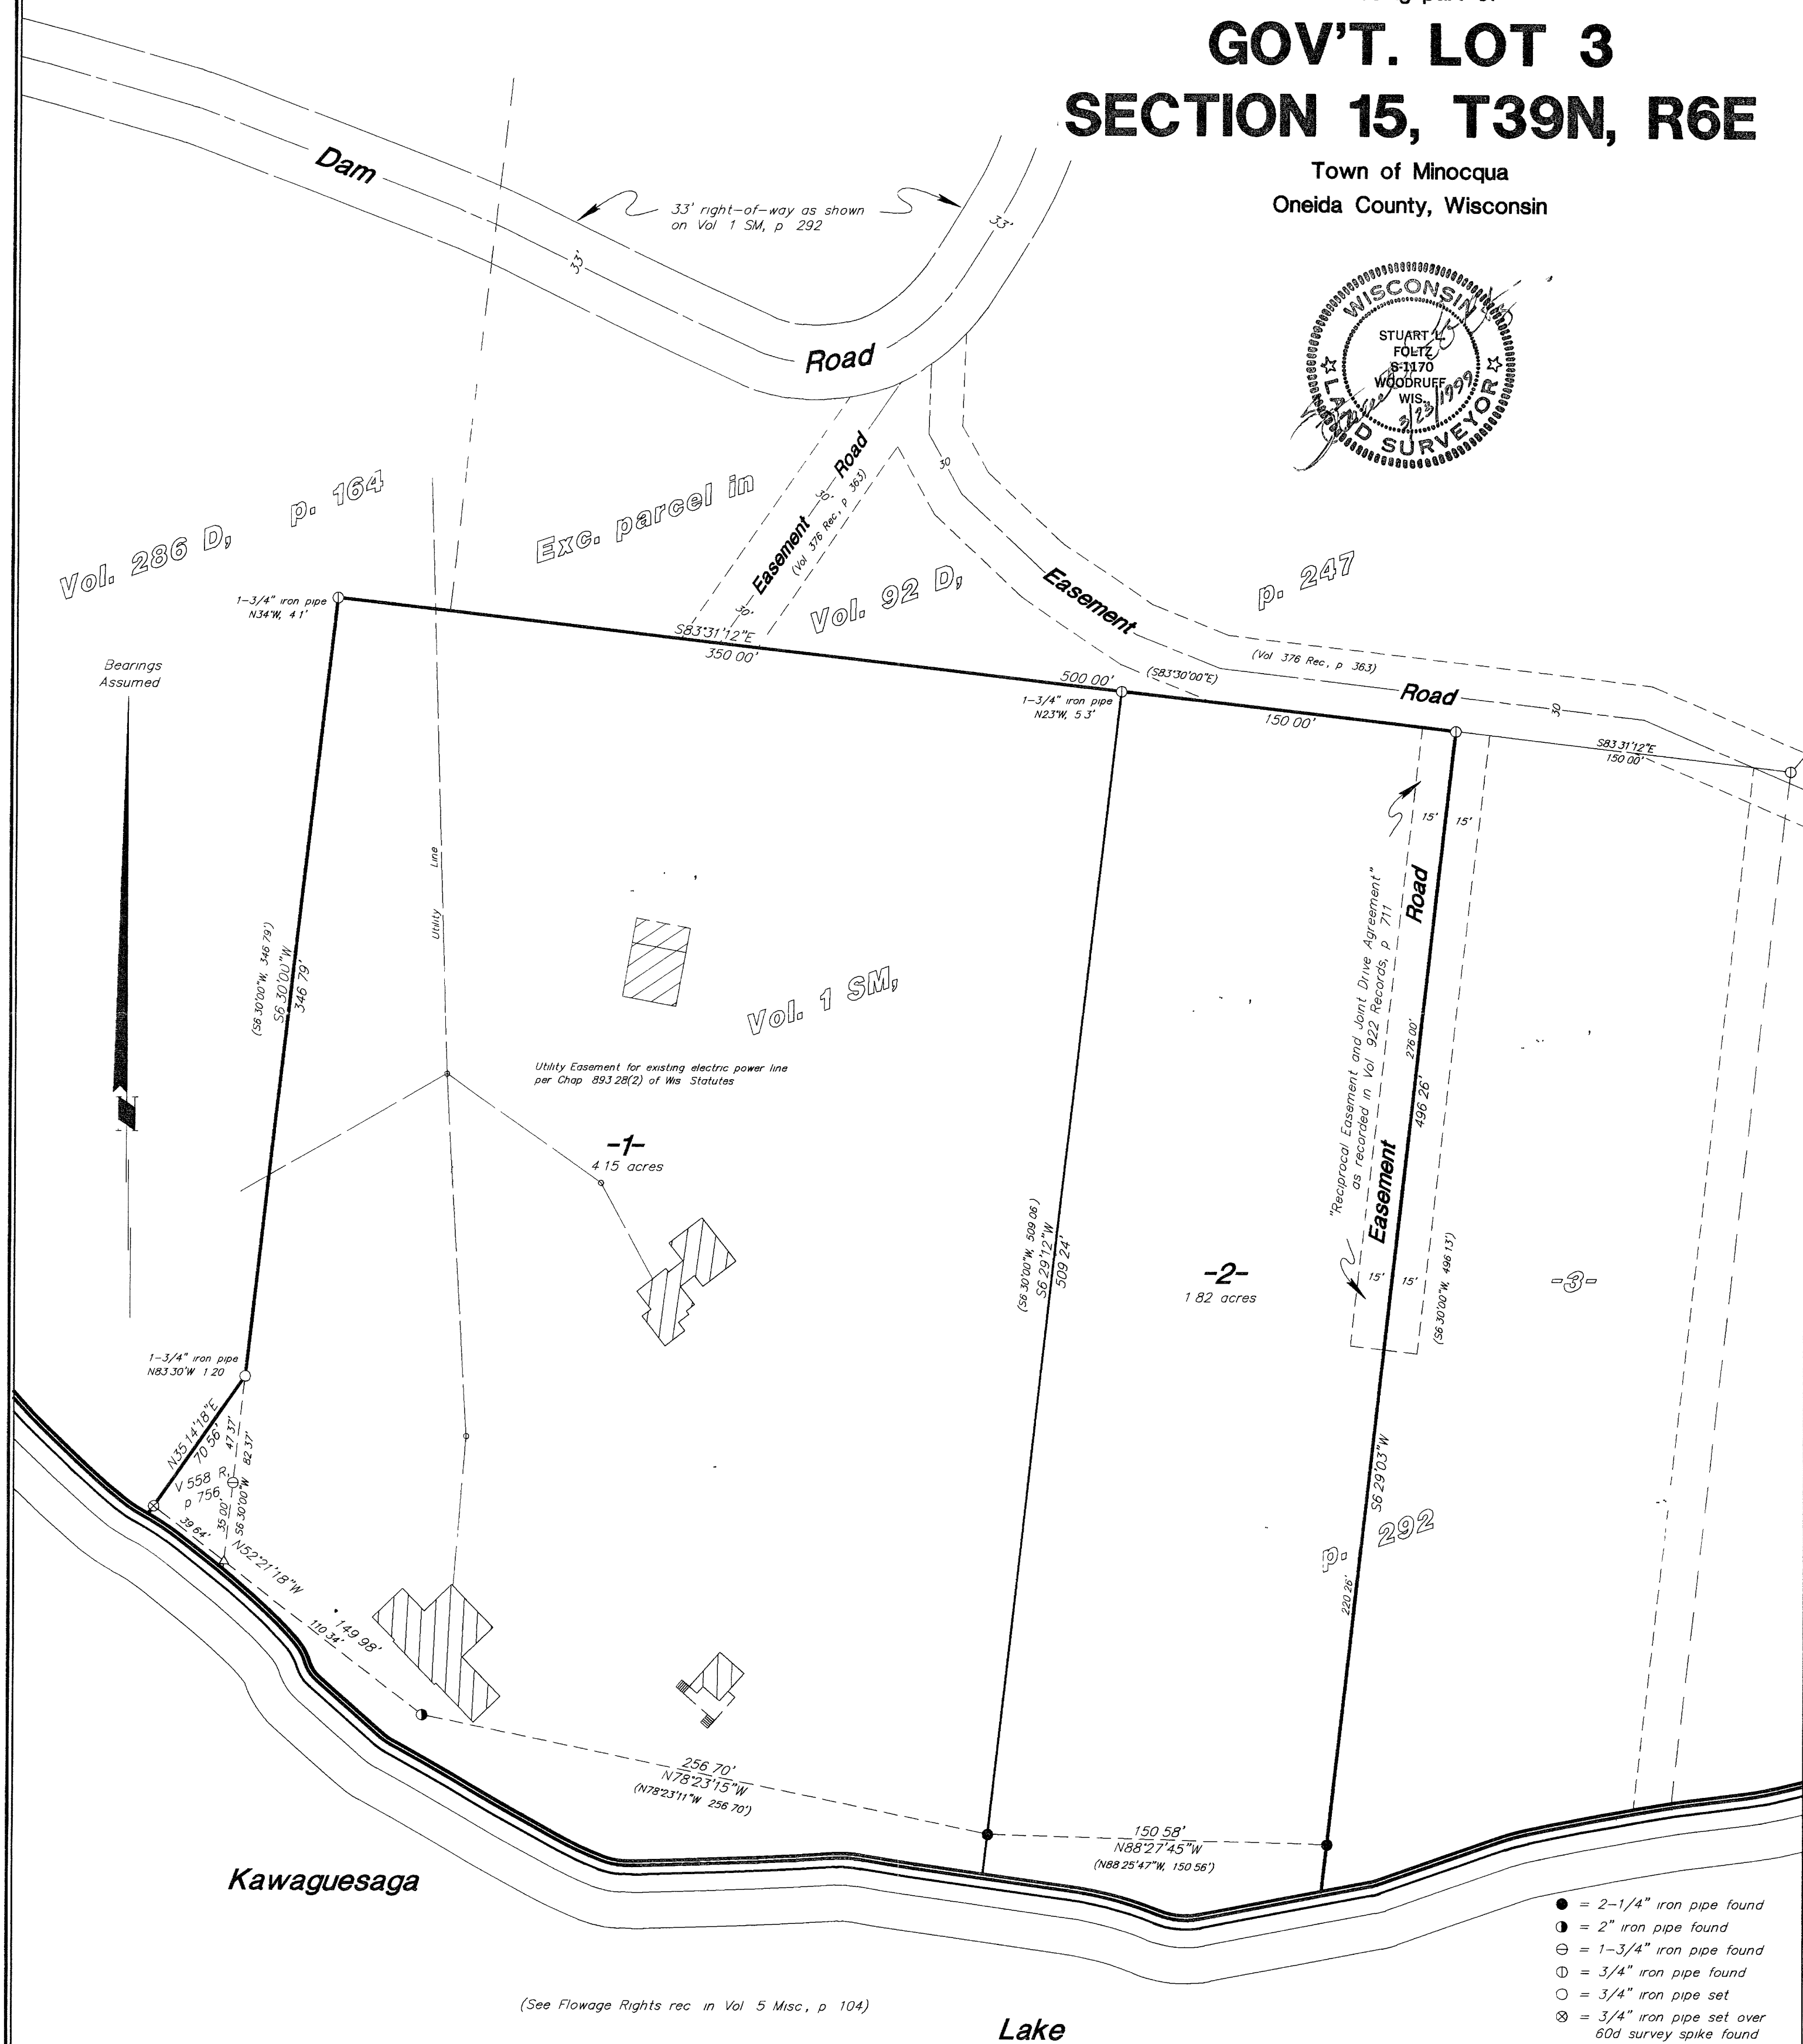 GOV'T. LOT 3
SECTION 15, T39N, R6E
Town of Minocqua
Oneida County, Wisconsin
WISCONSIN
STUART L.
FOLTZ
S-1170
WOODRUFF
WIS.
3/23/1999
LAND SURVEYOR
Dam
33' right-of-way as shown
on Vol 1 SM, p 292
33'
33'
Road
Vol. 286 D, p. 164
Exc. parcel in
Easement Road
30'
(Vol 376 Rec, p 363)
30'
Vol. 92 D,
p. 247
30
Easement
(Vol 376 Rec, p 363)
Road
30
1-3/4" iron pipe
N34°W, 4 1'
S83°31'12"E
350 00'
500 00'
(S83°30'00"E)
1-3/4" iron pipe
N23°W, 5 3'
150 00'
S83 31'12"E
150 00'
Bearings
Assumed
N
Utility Line
(S6 30'00"W, 346 79')
S6 30'00"W
346 79'
Vol. 1 SM,
Utility Easement for existing electric power line
per Chap 893 28(2) of Wis Statutes
-1-
4 15 acres
15' 15'
"Reciprocal Easement and Joint Drive Agreement"
as recorded in Vol 922 Records, p 711
Easement Road
276 00'
496 26'
(S6 30'00"W, 496 13')
15' 15'
(S6 30'00"W, 509 06')
S6 29'12"W
509 24'
-2-
1 82 acres
-3-
S6 29'03"W
220 26'
p. 292
1-3/4" iron pipe
N83 30'W 1 20
N35 14'18"E
70 56'
47 37'
82 37'
V 558 R,
p 756
35 00'
S6 30'00"W
39 64'
N52°21'18"W
149 98'
110 34'
256 70'
N78°23'15"W
(N78°23'11"W 256 70')
150 58'
N88°27'45"W
(N88 25'47"W, 150 56')
Kawaguesaga
(See Flowage Rights rec in Vol 5 Misc, p 104)
Lake
= 2-1/4" iron pipe found
= 2" iron pipe found
= 1-3/4" iron pipe found
= 3/4" iron pipe found
= 3/4" iron pipe set
= 3/4" iron pipe set over
60d survey spike found